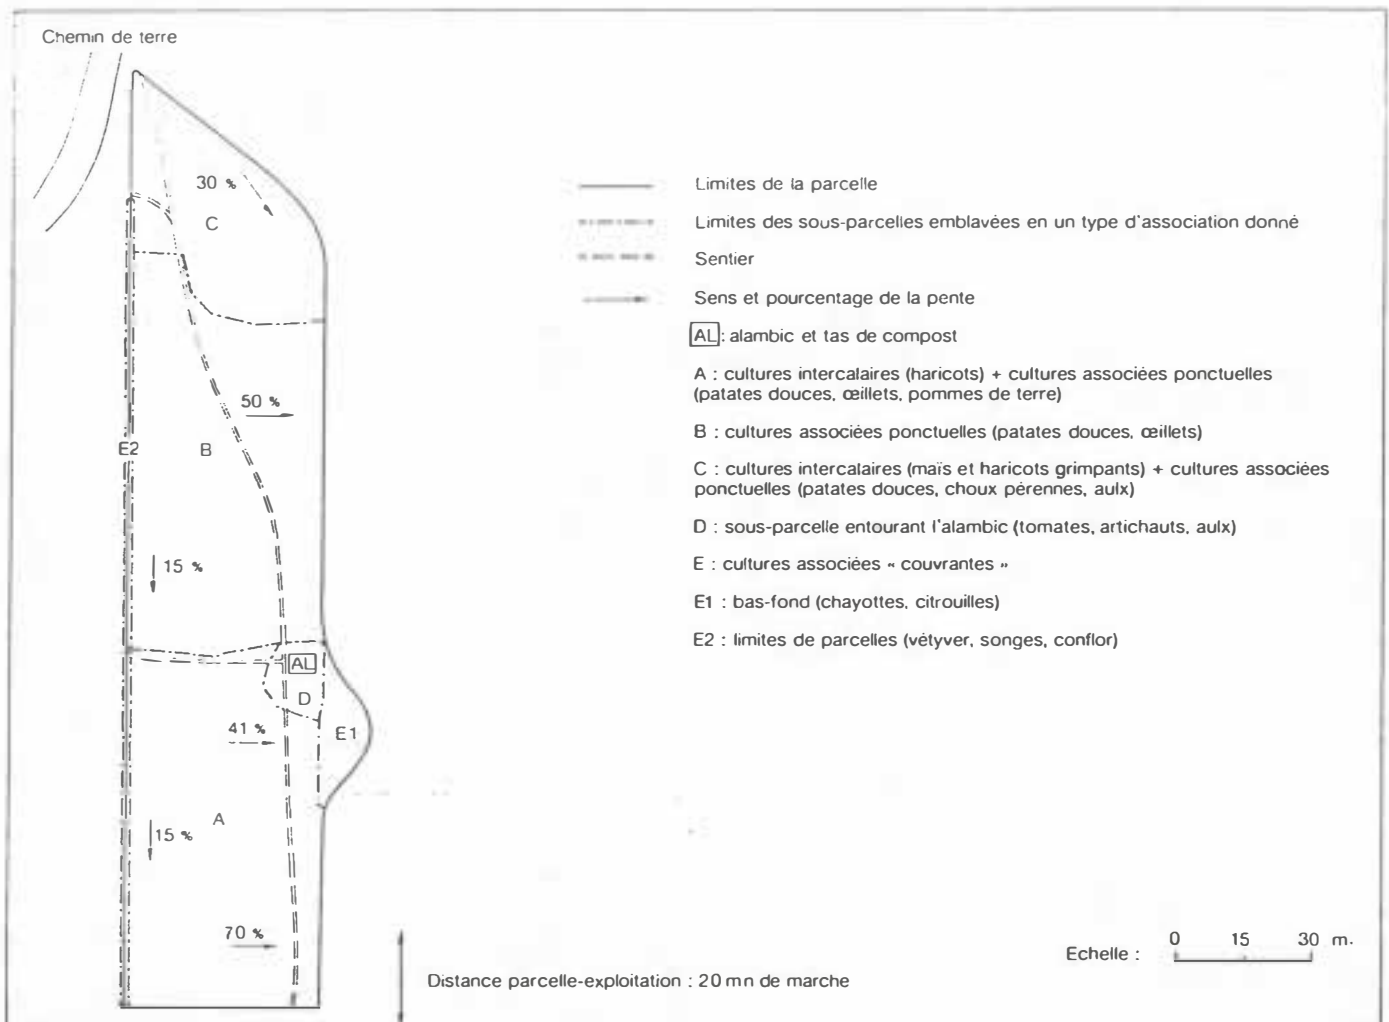 Chemin de terre
30 %
C
50 %
E2
B
15 %
AL
D
41 %
E1
A
15 %
70 %
Limites de la parcelle
Limites des sous-parcelles emblavées en un type d'association donné
Sentier
Sens et pourcentage de la pente
AL : alambic et tas de compost
A : cultures intercalaires (haricots) + cultures associées ponctuelles
(patates douces, œillets, pommes de terre)
B : cultures associées ponctuelles (patates douces, œillets)
C : cultures intercalaires (maïs et haricots grimpants) + cultures associées
ponctuelles (patates douces, choux pérennes, aulx)
D : sous-parcelle entourant l'alambic (tomates, artichauts, aulx)
E : cultures associées « couvrantes »
E1 : bas-fond (chayottes, citrouilles)
E2 : limites de parcelles (vétyver, songes, conflor)
Distance parcelle-exploitation : 20 mn de marche
Echelle : 0 15 30 m.